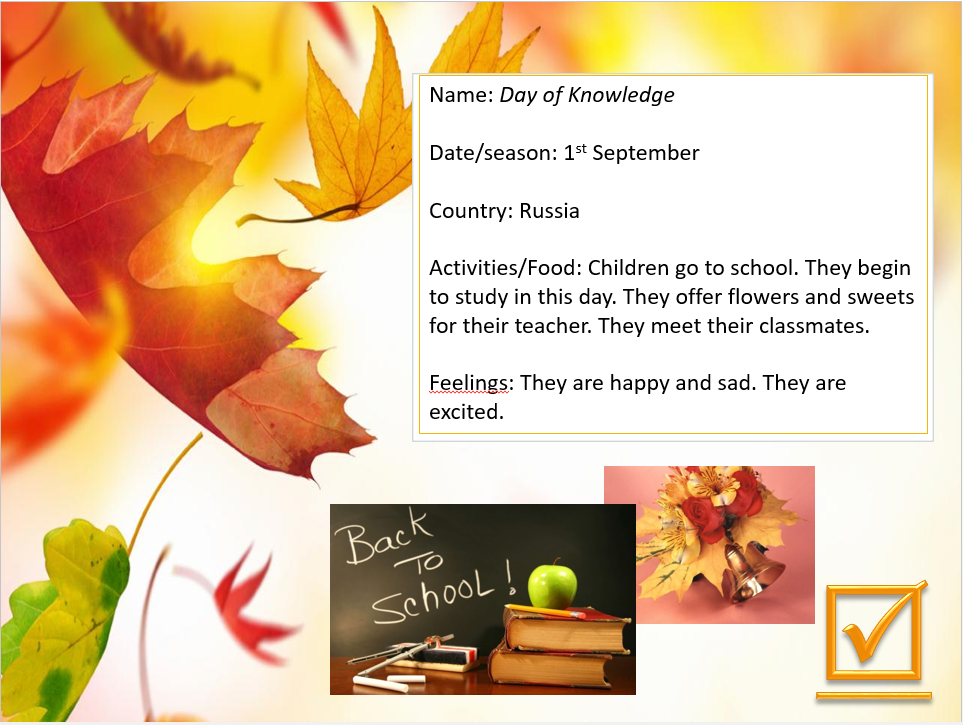 Name: Day of Knowledge
Date/season: 1st September
Country: Russia
Activities/Food: Children go to school. They begin
to study in this day. They offer flowers and sweets
for their teacher. They meet their classmates.
Feelings: They are happy and sad. They are
excited.
Back
To
School!